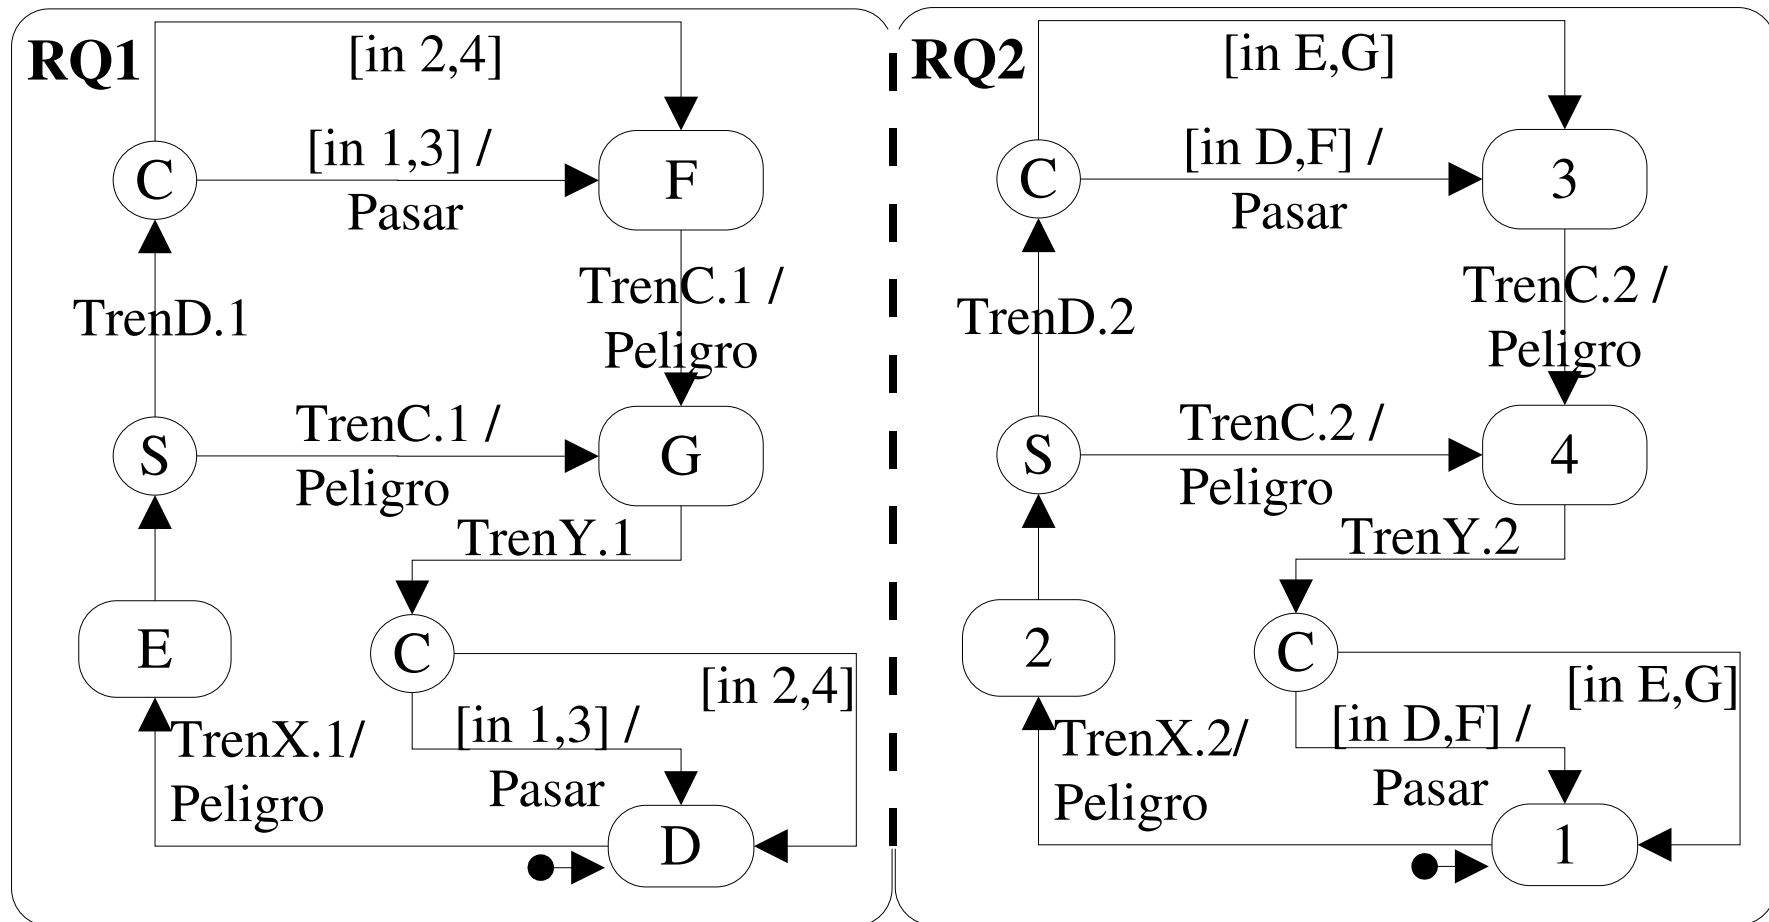 RQ1
[in 2,4]
C
[in 1,3] /
Pasar
F
TrenD.1
TrenC.1 /
Peligro
S
TrenC.1 /
Peligro
G
TrenY.1
E
C
[in 2,4]
[in 1,3] /
Pasar
TrenX.1/
Peligro
D
RQ2
[in E,G]
C
[in D,F] /
Pasar
3
TrenD.2
TrenC.2 /
Peligro
S
TrenC.2 /
Peligro
4
TrenY.2
2
C
[in E,G]
[in D,F] /
Pasar
TrenX.2/
Peligro
1